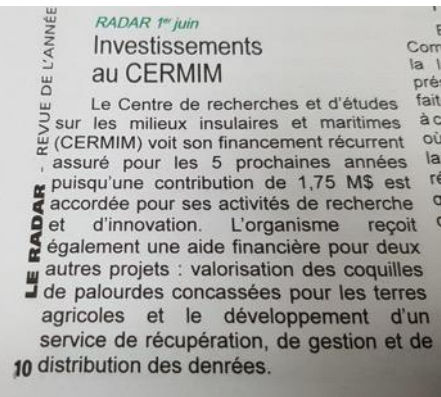 RADAR 1er juin
Investissements
au CERMIM
Le Centre de recherches et d'études
sur les milieux insulaires et maritimes
(CERMIM) voit son financement récurrent
assuré pour les 5 prochaines années
puisqu'une contribution de 1,75 M$ est
accordée pour ses activités de recherche
et d'innovation. L'organisme reçoit
également une aide financière pour deux
autres projets : valorisation des coquilles
de palourdes concassées pour les terres
agricoles et le développement d'un
service de récupération, de gestion et de
distribution des denrées.
LE RADAR - REVUE DE L'ANNÉE
10
Com
la
fait
à c
où
la